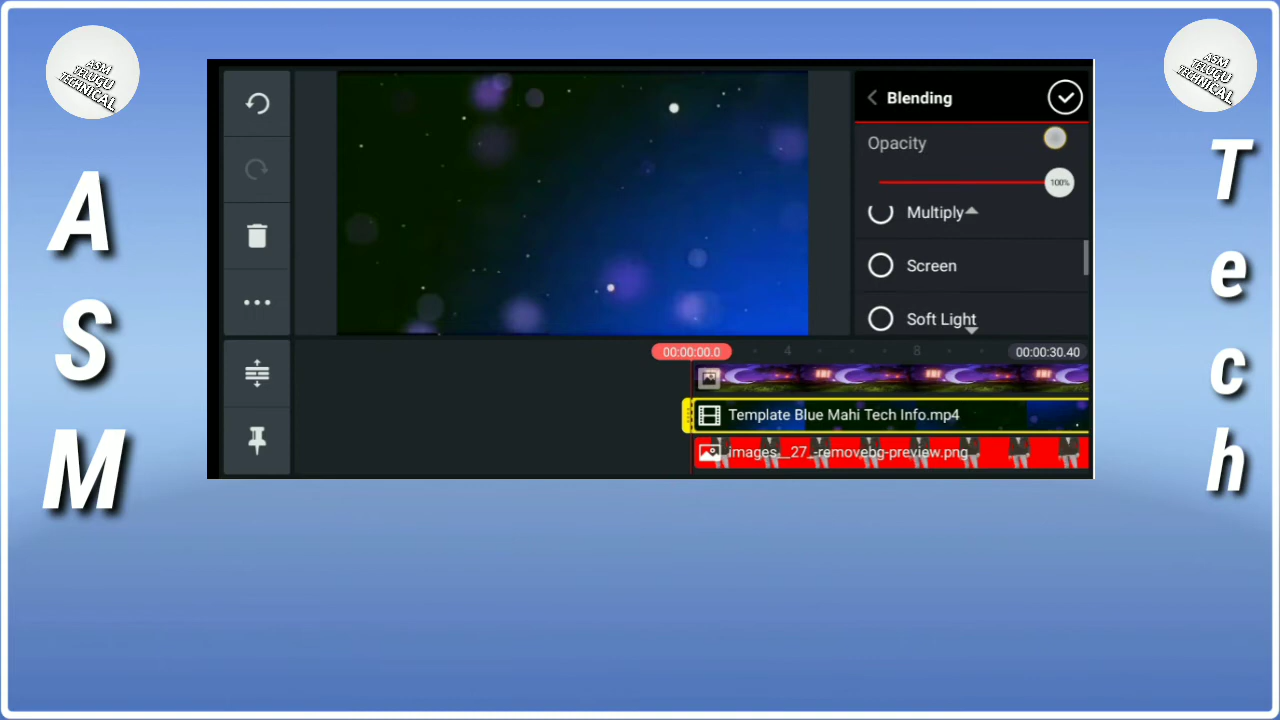 ASM
TELUGU
TECHNICAL
ASM
TELUGU
TECHNICAL
A
S
M
T
e
c
h
Blending
Opacity
100%
Multiply
Screen
Soft Light
00:00:00.0
4
8
00:00:30.40
Template Blue Mahi Tech Info.mp4
images__27_-removebg-preview.png